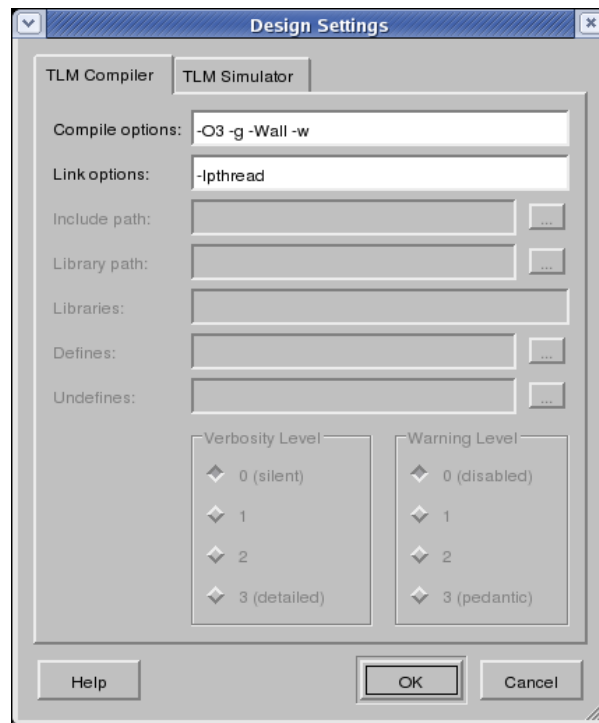 Design Settings
TLM Compiler TLM Simulator
Compile options: -O3 -g -Wall -w
Link options: -lpthread
Include path: ...
Library path: ...
Libraries:
Defines: ...
Undefines: ...
Verbosity Level Warning Level
0 (silent) 0 (disabled)
1 1
2 2
3 (detailed) 3 (pedantic)
Help OK Cancel